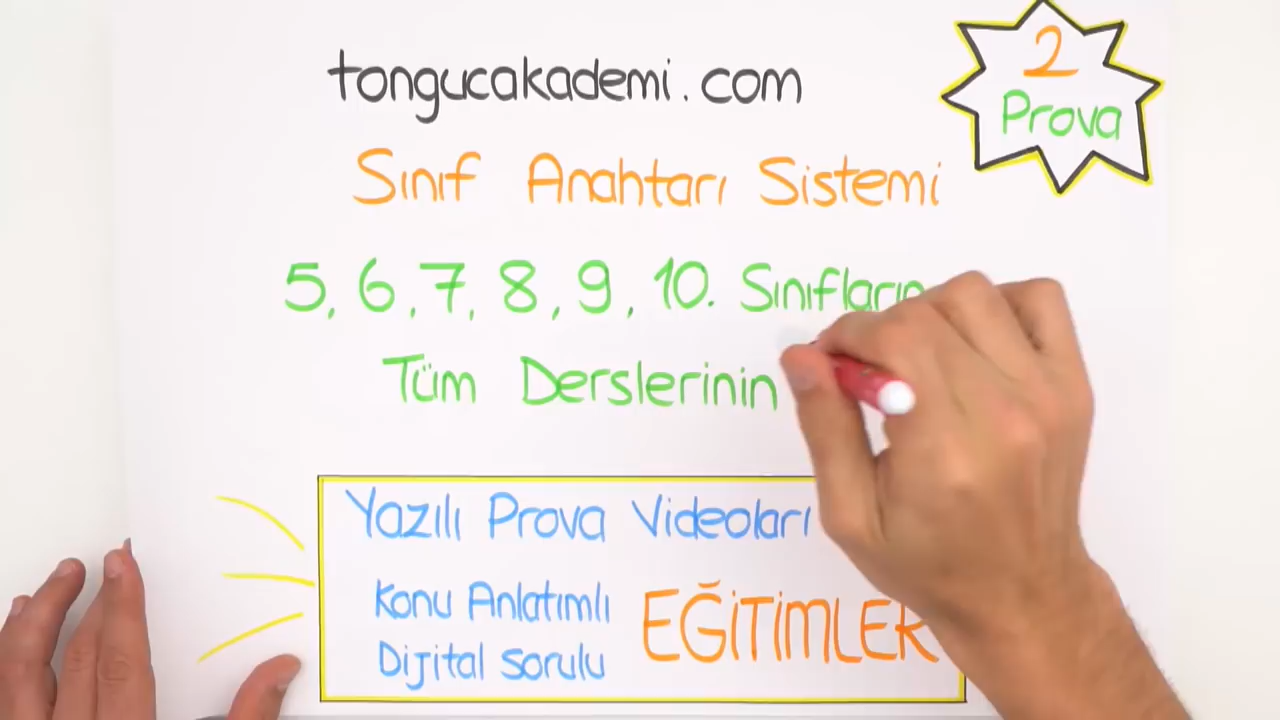 tongucakademi.com
2
Prova
Sınıf Anahtarı Sistemi
5, 6, 7, 8, 9, 10. Sınıfların
Tüm Derslerinin
Yazılı Prova Videoları
Konu Anlatımlı
Dijital Sorulu
EĞİTİMLER